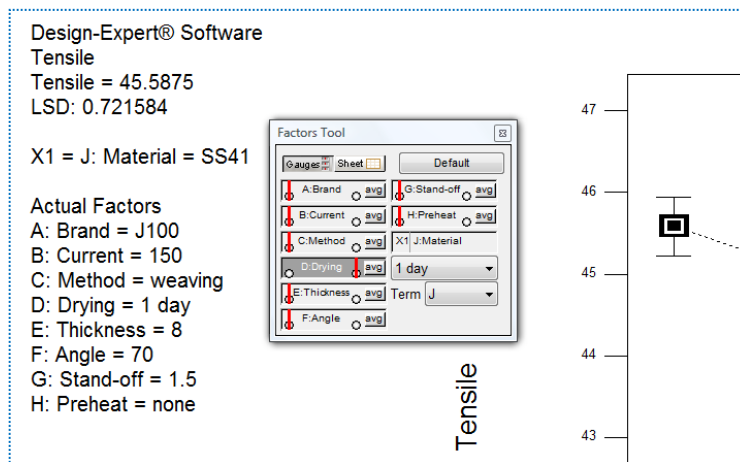 Design-Expert® Software
Tensile
Tensile = 45.5875
LSD: 0.721584
X1 = J: Material = SS41
Actual Factors
A: Brand = J100
B: Current = 150
C: Method = weaving
D: Drying = 1 day
E: Thickness = 8
F: Angle = 70
G: Stand-off = 1.5
H: Preheat = none
Factors Tool
Gauges Sheet Default
A:Brand avg G:Stand-off avg
B:Current avg H:Preheat avg
C:Method avg X1 J:Material
D:Drying avg 1 day
E:Thickness avg Term J
F:Angle avg
47
46
45
44
43
Tensile